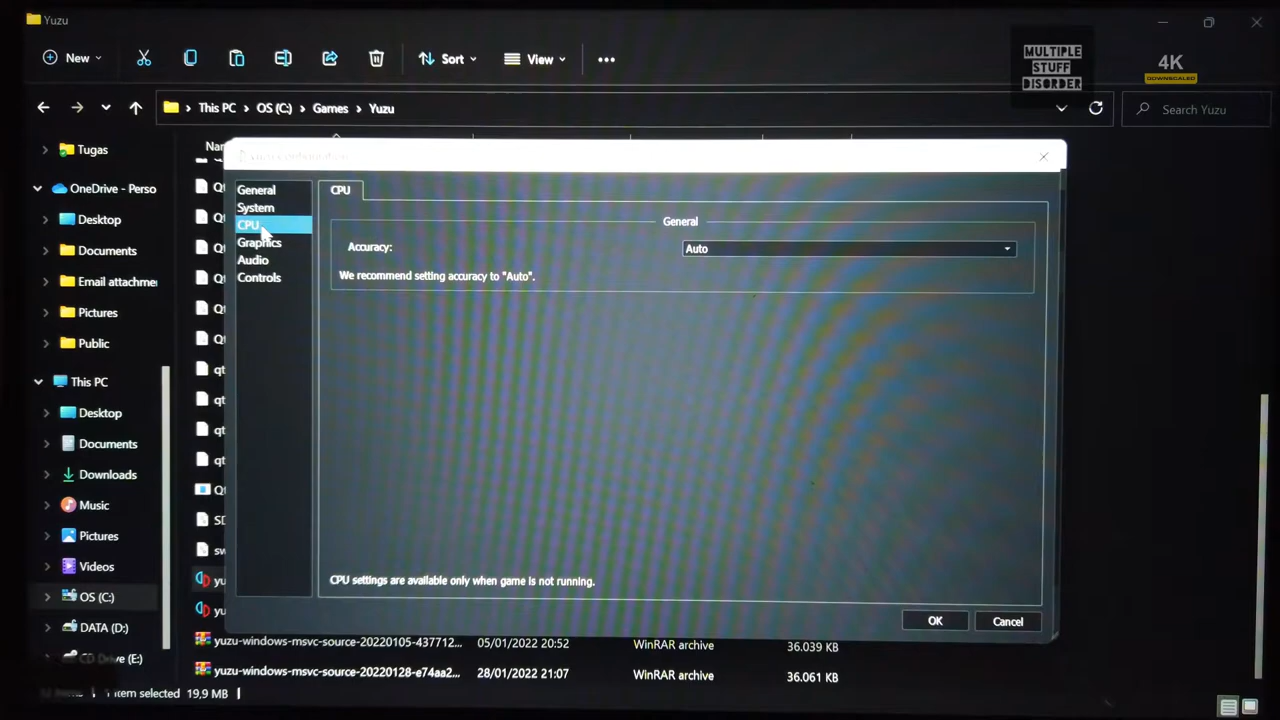 Yuzu
New
Sort
View
MULTIPLE
STUFF
DISORDER
4K
DOWNSCALED
This PC > OS (C:) > Games > Yuzu
Search Yuzu
Tugas
OneDrive - Perso
Desktop
Documents
Email attachme
Pictures
Public
This PC
Desktop
Documents
Downloads
Music
Pictures
Videos
OS (C:)
DATA (D:)
CD Drive (E:)
1 item selected 19,9 MB
General
System
CPU
Graphics
Audio
Controls
CPU
General
Accuracy:
Auto
We recommend setting accuracy to "Auto".
CPU settings are available only when game is not running.
OK
Cancel
yuzu-windows-msvc-source-20220105-437712... 05/01/2022 20:52 WinRAR archive 36.039 KB
yuzu-windows-msvc-source-20220128-e74aa2... 28/01/2022 21:07 WinRAR archive 36.061 KB